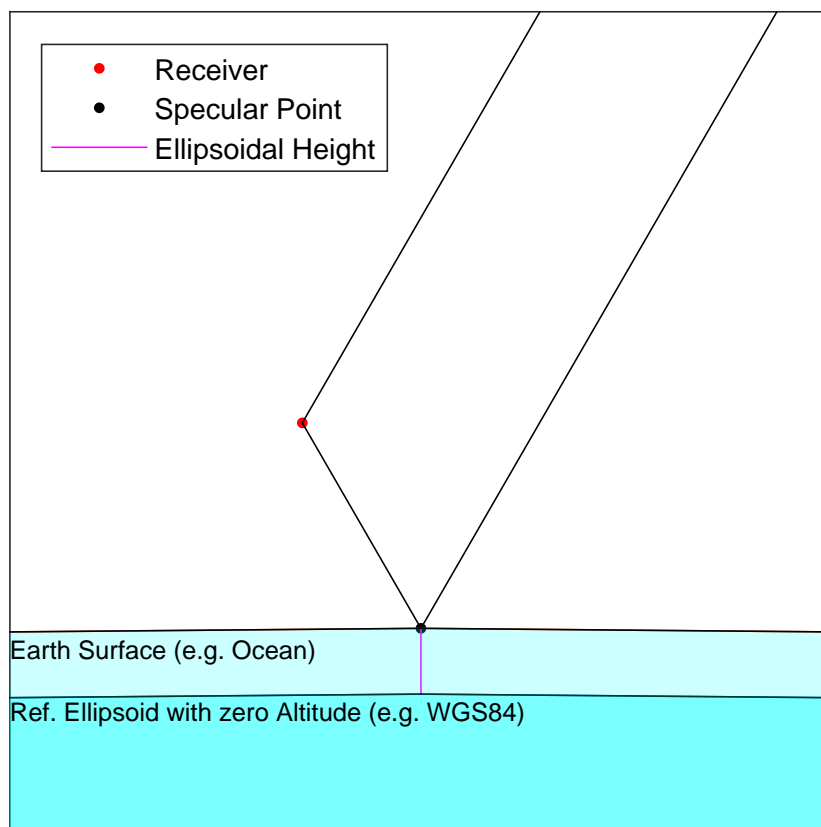 Receiver
Specular Point
Ellipsoidal Height
Earth Surface (e.g. Ocean)
Ref. Ellipsoid with zero Altitude (e.g. WGS84)